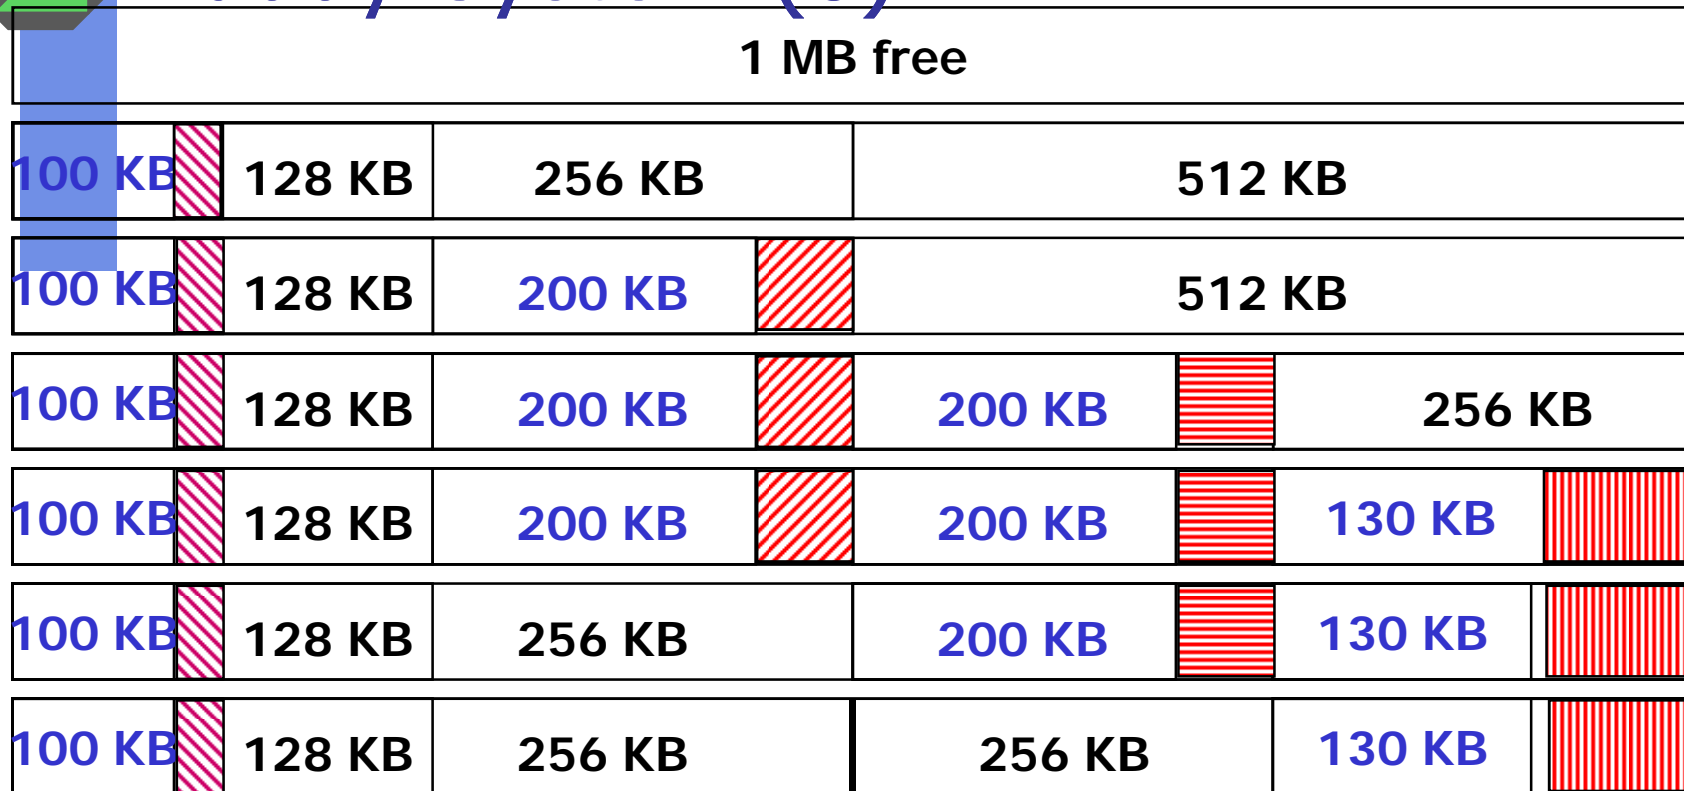 1 MB free
100 KB 128 KB 256 KB 512 KB
100 KB 128 KB 200 KB 512 KB
100 KB 128 KB 200 KB 200 KB 256 KB
100 KB 128 KB 200 KB 200 KB 130 KB
100 KB 128 KB 256 KB 200 KB 130 KB
100 KB 128 KB 256 KB 256 KB 130 KB